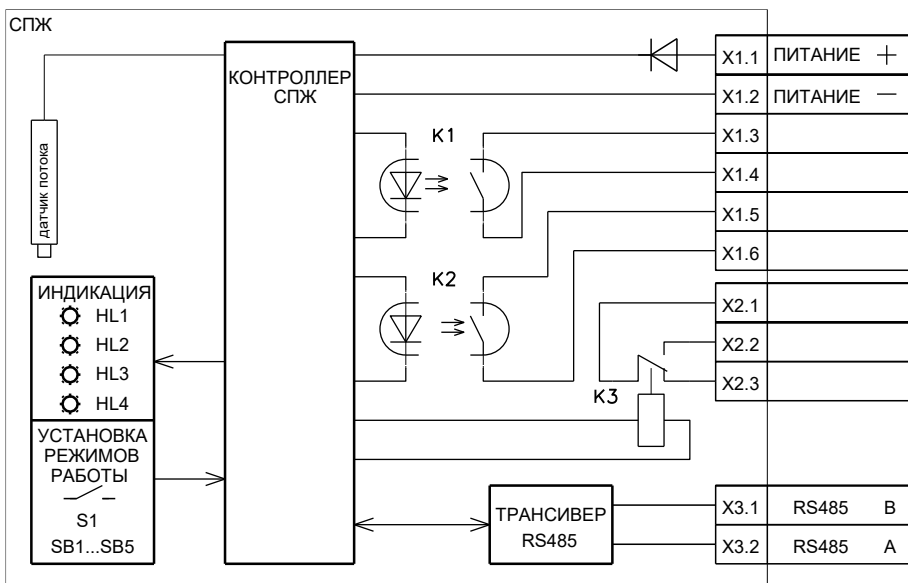 СПЖ
датчик потока
КОНТРОЛЛЕР
СПЖ
K1
K2
K3
ИНДИКАЦИЯ
HL1
HL2
HL3
HL4
УСТАНОВКА
РЕЖИМОВ
РАБОТЫ
S1
SB1...SB5
ТРАНСИВЕР
RS485
X1.1 ПИТАНИЕ +
X1.2 ПИТАНИЕ —
X1.3
X1.4
X1.5
X1.6
X2.1
X2.2
X2.3
X3.1 RS485 B
X3.2 RS485 A